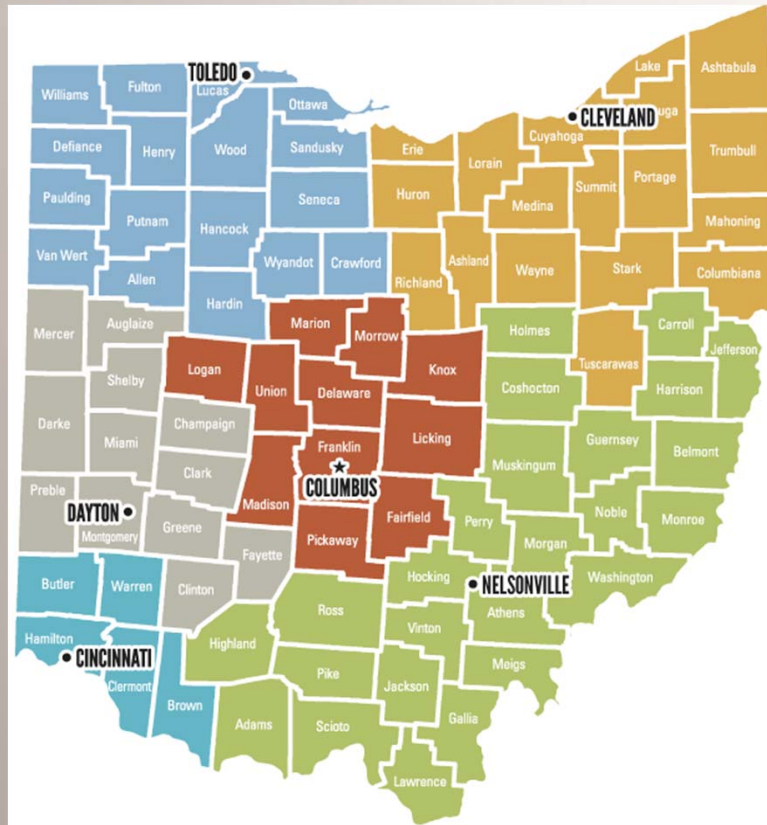 TOLEDO
Lake
Ashtabula
Williams
Fulton
Lucas
Ottawa
CLEVELAND
Cuyahoga
uga
Defiance
Henry
Wood
Sandusky
Erie
Lorain
Trumbull
Paulding
Seneca
Huron
Medina
Summit
Portage
Putnam
Hancock
Mahoning
Van Wert
Allen
Wyandot
Crawford
Richland
Ashland
Wayne
Stark
Columbiana
Hardin
Mercer
Auglaize
Marion
Morrow
Holmes
Carroll
Jefferson
Logan
Knox
Tuscarawas
Shelby
Union
Delaware
Coshocton
Harrison
Darke
Champaign
Miami
Franklin
Licking
Guernsey
Belmont
Clark
COLUMBUS
Muskingum
Preble
Madison
DAYTON
Montgomery
Greene
Fairfield
Perry
Noble
Monroe
Pickaway
Morgan
Fayette
Butler
Warren
Clinton
Hocking
NELSONVILLE
Washington
Ross
Athens
Hamilton
CINCINNATI
Highland
Vinton
Clermont
Pike
Jackson
Meigs
Brown
Adams
Scioto
Gallia
Lawrence